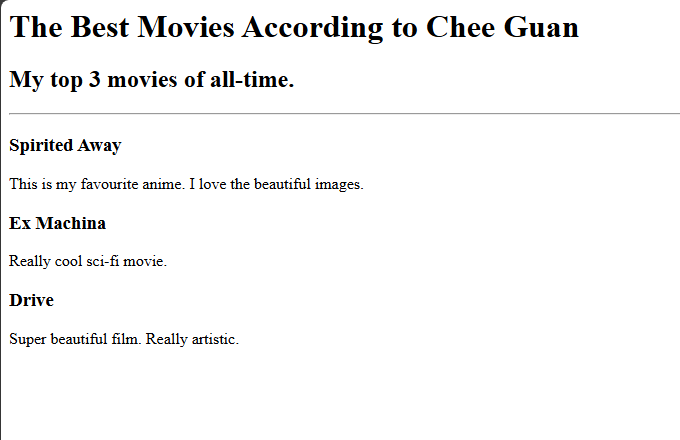 The Best Movies According to Chee Guan
My top 3 movies of all-time.
Spirited Away
This is my favourite anime. I love the beautiful images.
Ex Machina
Really cool sci-fi movie.
Drive
Super beautiful film. Really artistic.